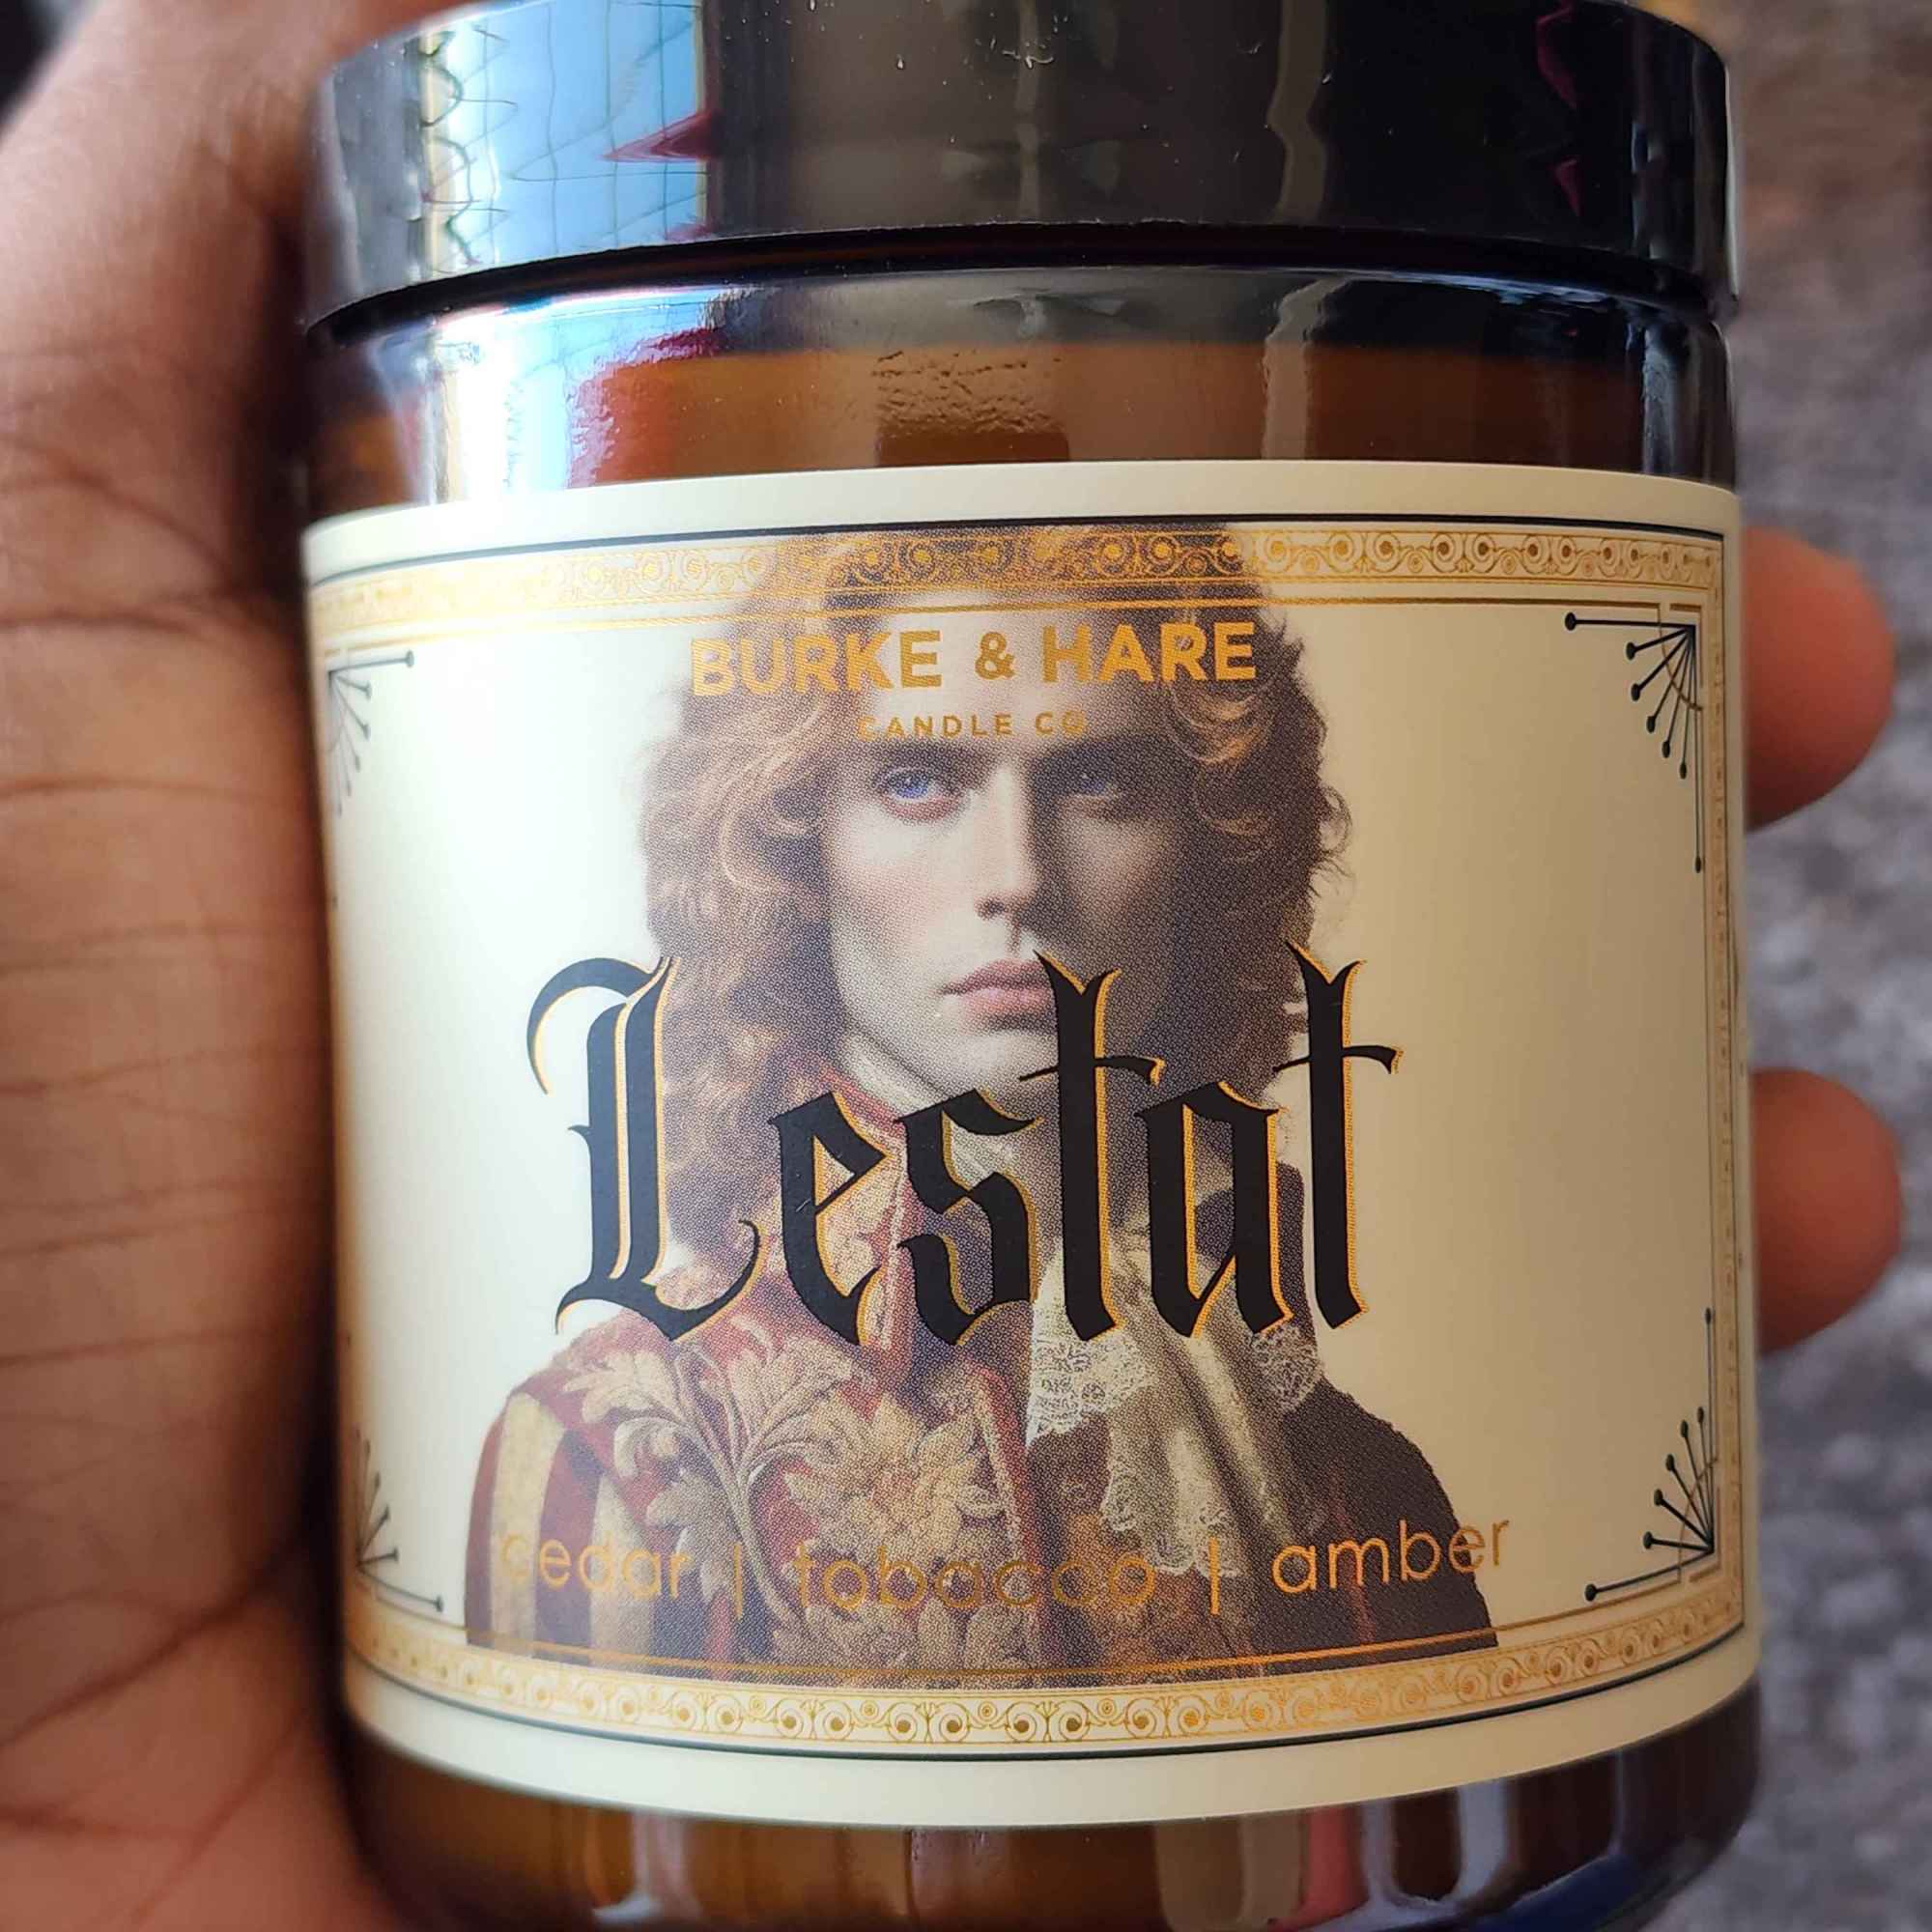 BURKE & HARE
CANDLE CO
Lestat
cedar | tobacco | amber